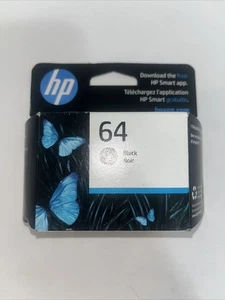 hp
Download the free
HP Smart app.
Téléchargez l'application
HP Smart gratuite.
64
Black
Noir